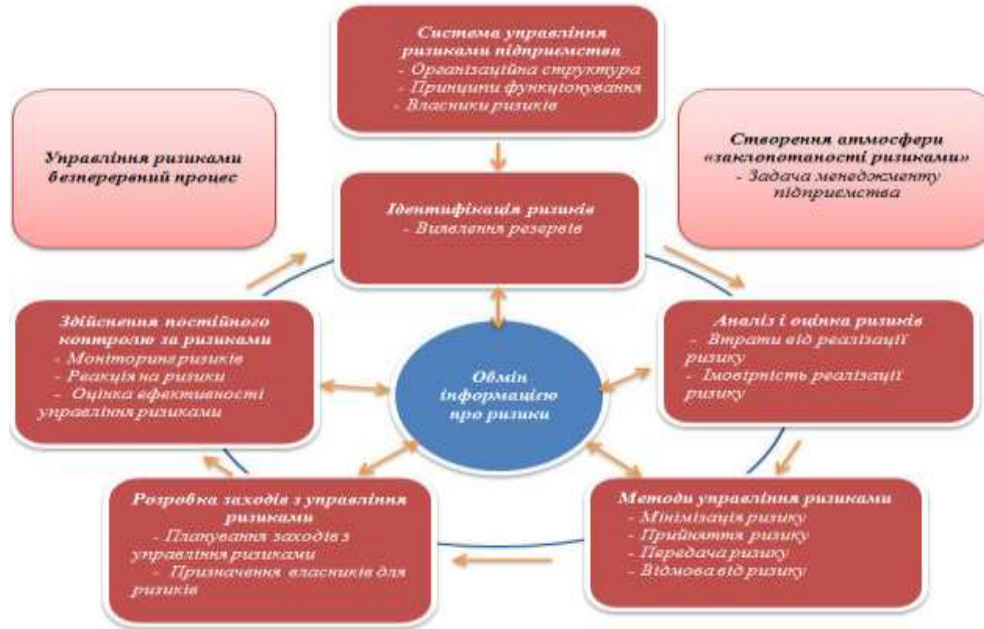 Система управління
ризиками підприємства
- Організаційна структура
- Принципи функціонування
- Власники ризиків
Управління ризиками
безперервний процес
Створення атмосфери
«заклопотаності ризиками»
- Задача менеджменту
підприємства
Ідентифікація ризиків
- Виявлення резервів
Здійснення постійного
контролю за ризиками
- Моніторинг ризиків
- Реакція на ризики
- Оцінка ефективності
управління ризиками
Обмін
інформацією
про ризики
Аналіз і оцінка ризиків
- Втрати від реалізації
ризику
- Імовірність реалізації
ризику
Розробка заходів з управління
ризиками
- Планування заходів з
управління ризиками
- Призначення власників для
ризиків
Методи управління ризиками
- Мінімізація ризику
- Прийняття ризику
- Передача ризику
- Відмова від ризику